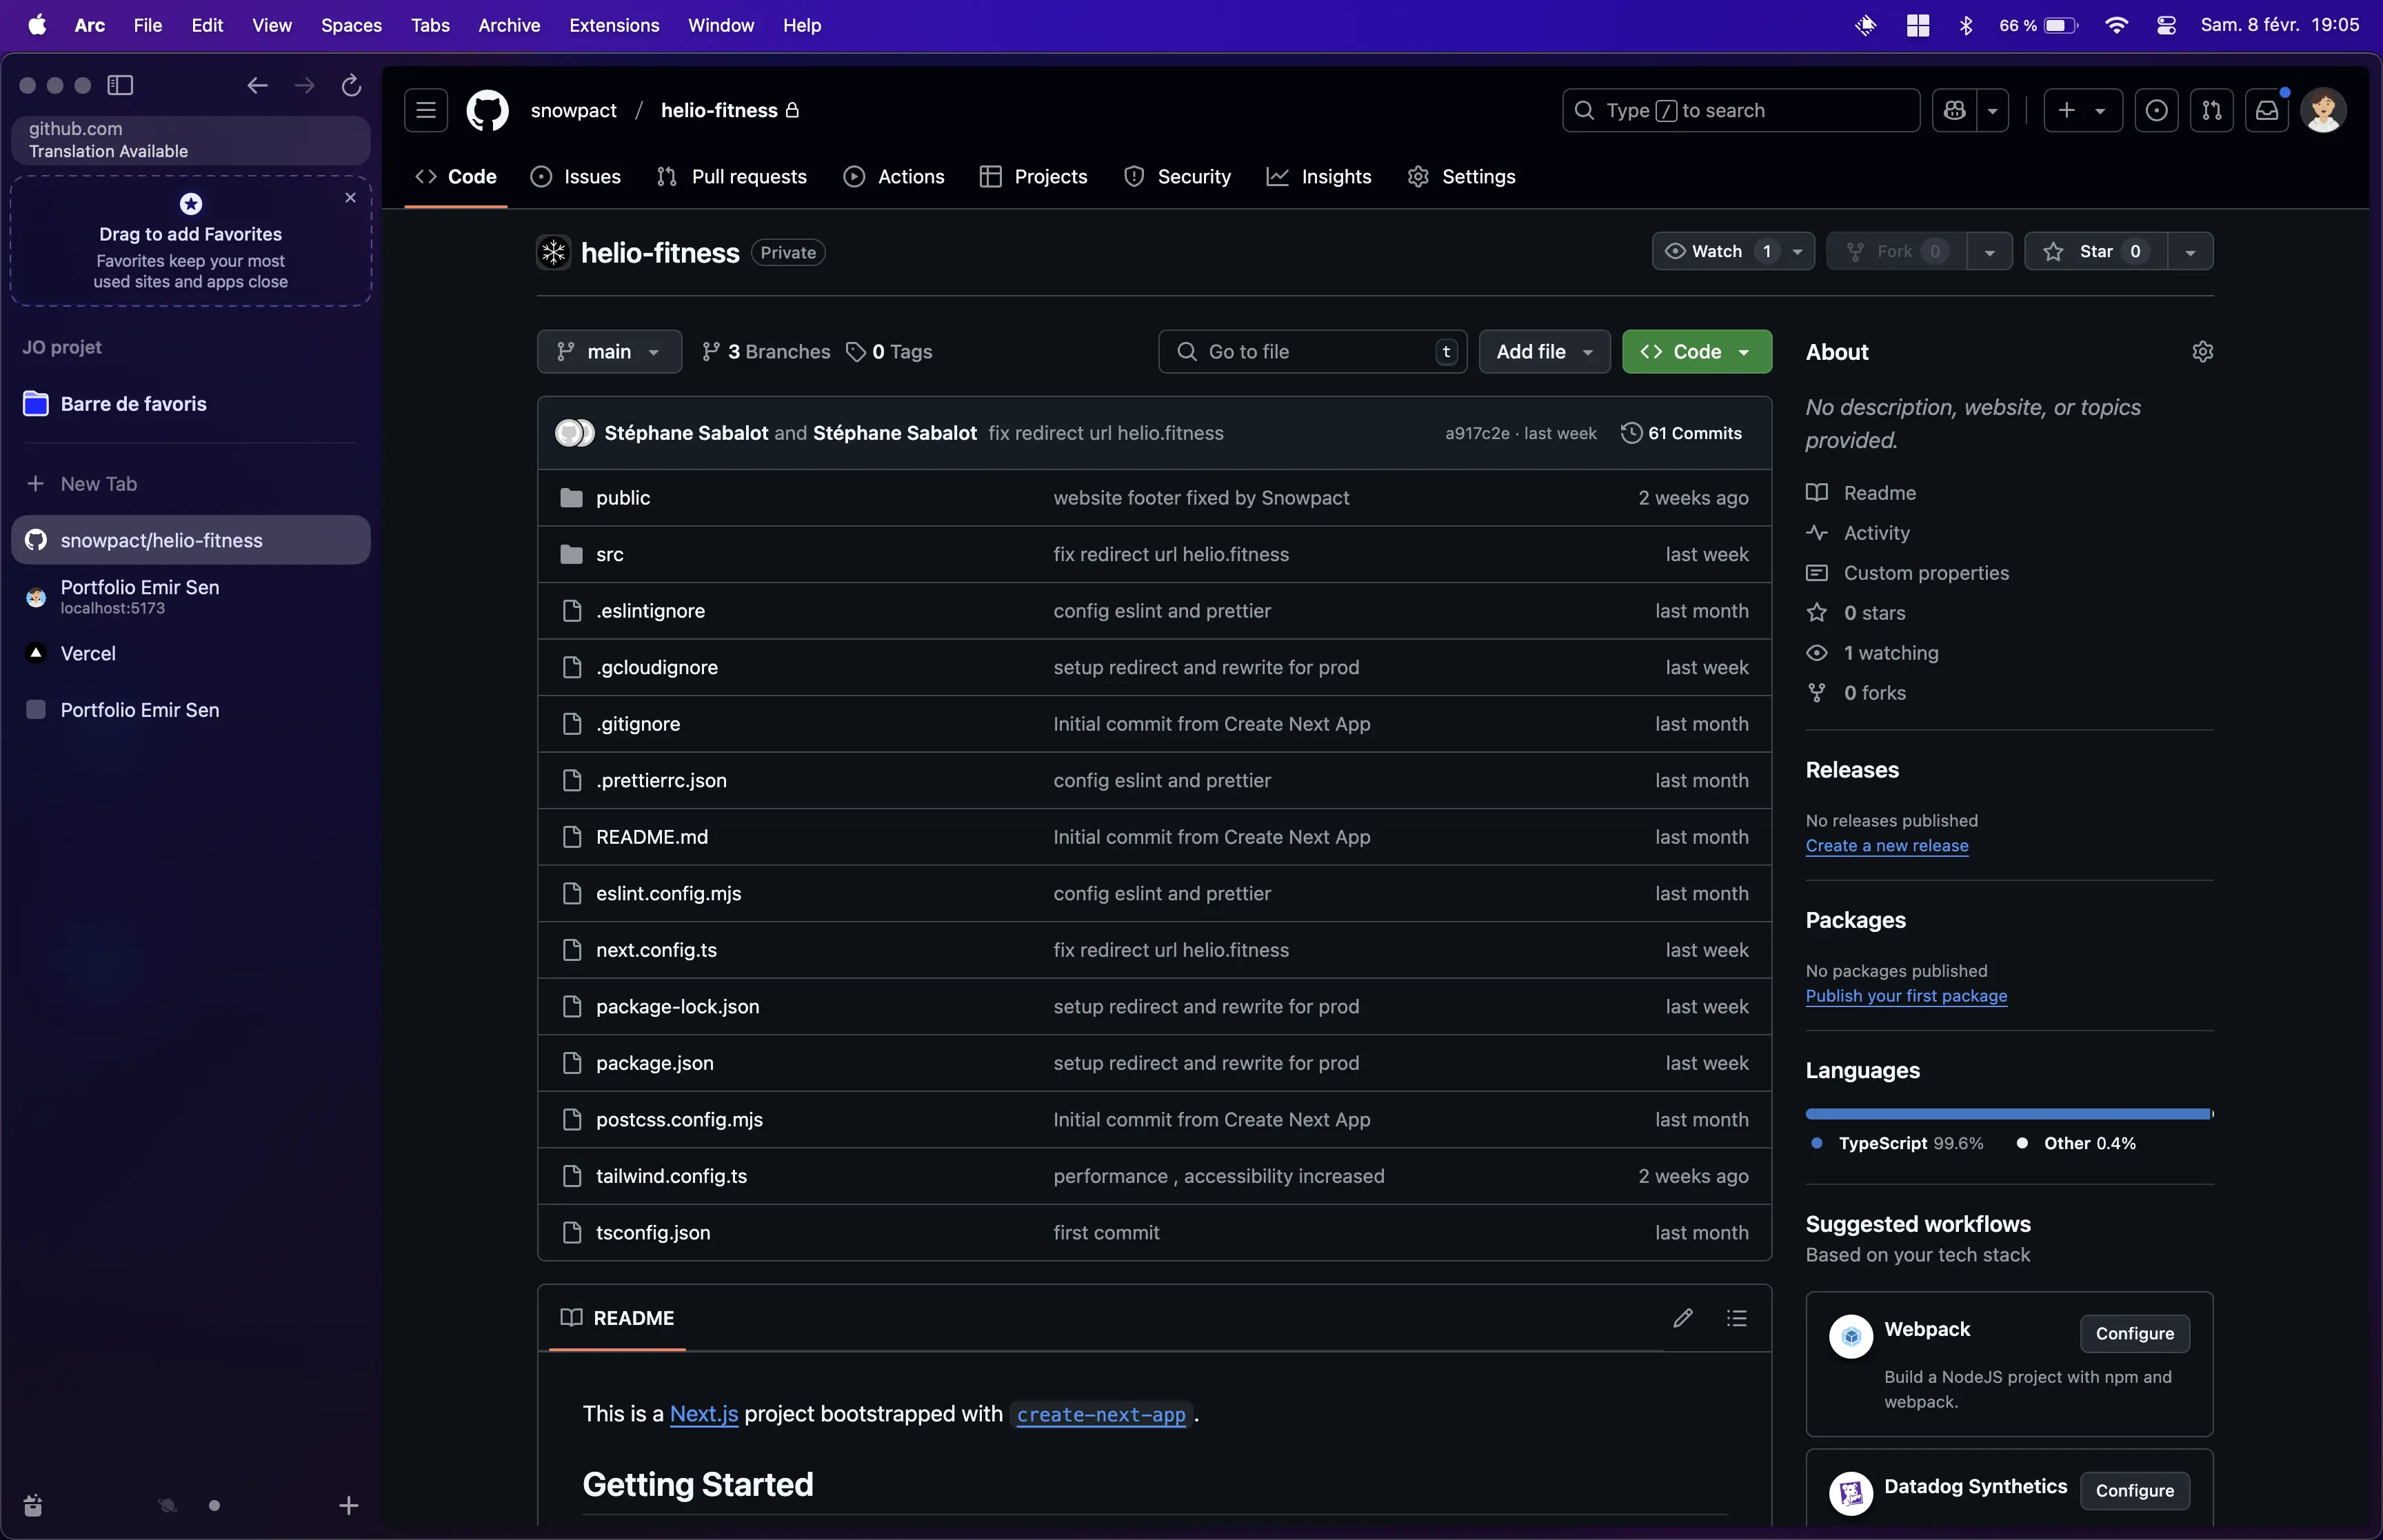 Arc File Edit View Spaces Tabs Archive Extensions Window Help
66 % Sam. 8 févr. 19:05
github.com
Translation Available
Drag to add Favorites
Favorites keep your most
used sites and apps close
JO projet
Barre de favoris
New Tab
snowpact/helio-fitness
Portfolio Emir Sen
localhost:5173
Vercel
Portfolio Emir Sen
snowpact / helio-fitness
Type / to search
Code Issues Pull requests Actions Projects Security Insights Settings
helio-fitness Private
Watch 1 Fork 0 Star 0
main 3 Branches 0 Tags
Go to file t Add file Code
Stéphane Sabalot and Stéphane Sabalot fix redirect url helio.fitness a917c2e · last week 61 Commits
public website footer fixed by Snowpact 2 weeks ago
src fix redirect url helio.fitness last week
.eslintignore config eslint and prettier last month
.gcloudignore setup redirect and rewrite for prod last week
.gitignore Initial commit from Create Next App last month
.prettierrc.json config eslint and prettier last month
README.md Initial commit from Create Next App last month
eslint.config.mjs config eslint and prettier last month
next.config.ts fix redirect url helio.fitness last week
package-lock.json setup redirect and rewrite for prod last week
package.json setup redirect and rewrite for prod last week
postcss.config.mjs Initial commit from Create Next App last month
tailwind.config.ts performance , accessibility increased 2 weeks ago
tsconfig.json first commit last month
README
This is a Next.js project bootstrapped with create-next-app.
Getting Started
About
No description, website, or topics
provided.
Readme
Activity
Custom properties
0 stars
1 watching
0 forks
Releases
No releases published
Create a new release
Packages
No packages published
Publish your first package
Languages
TypeScript 99.6% Other 0.4%
Suggested workflows
Based on your tech stack
Webpack Configure
Build a NodeJS project with npm and
webpack.
Datadog Synthetics Configure